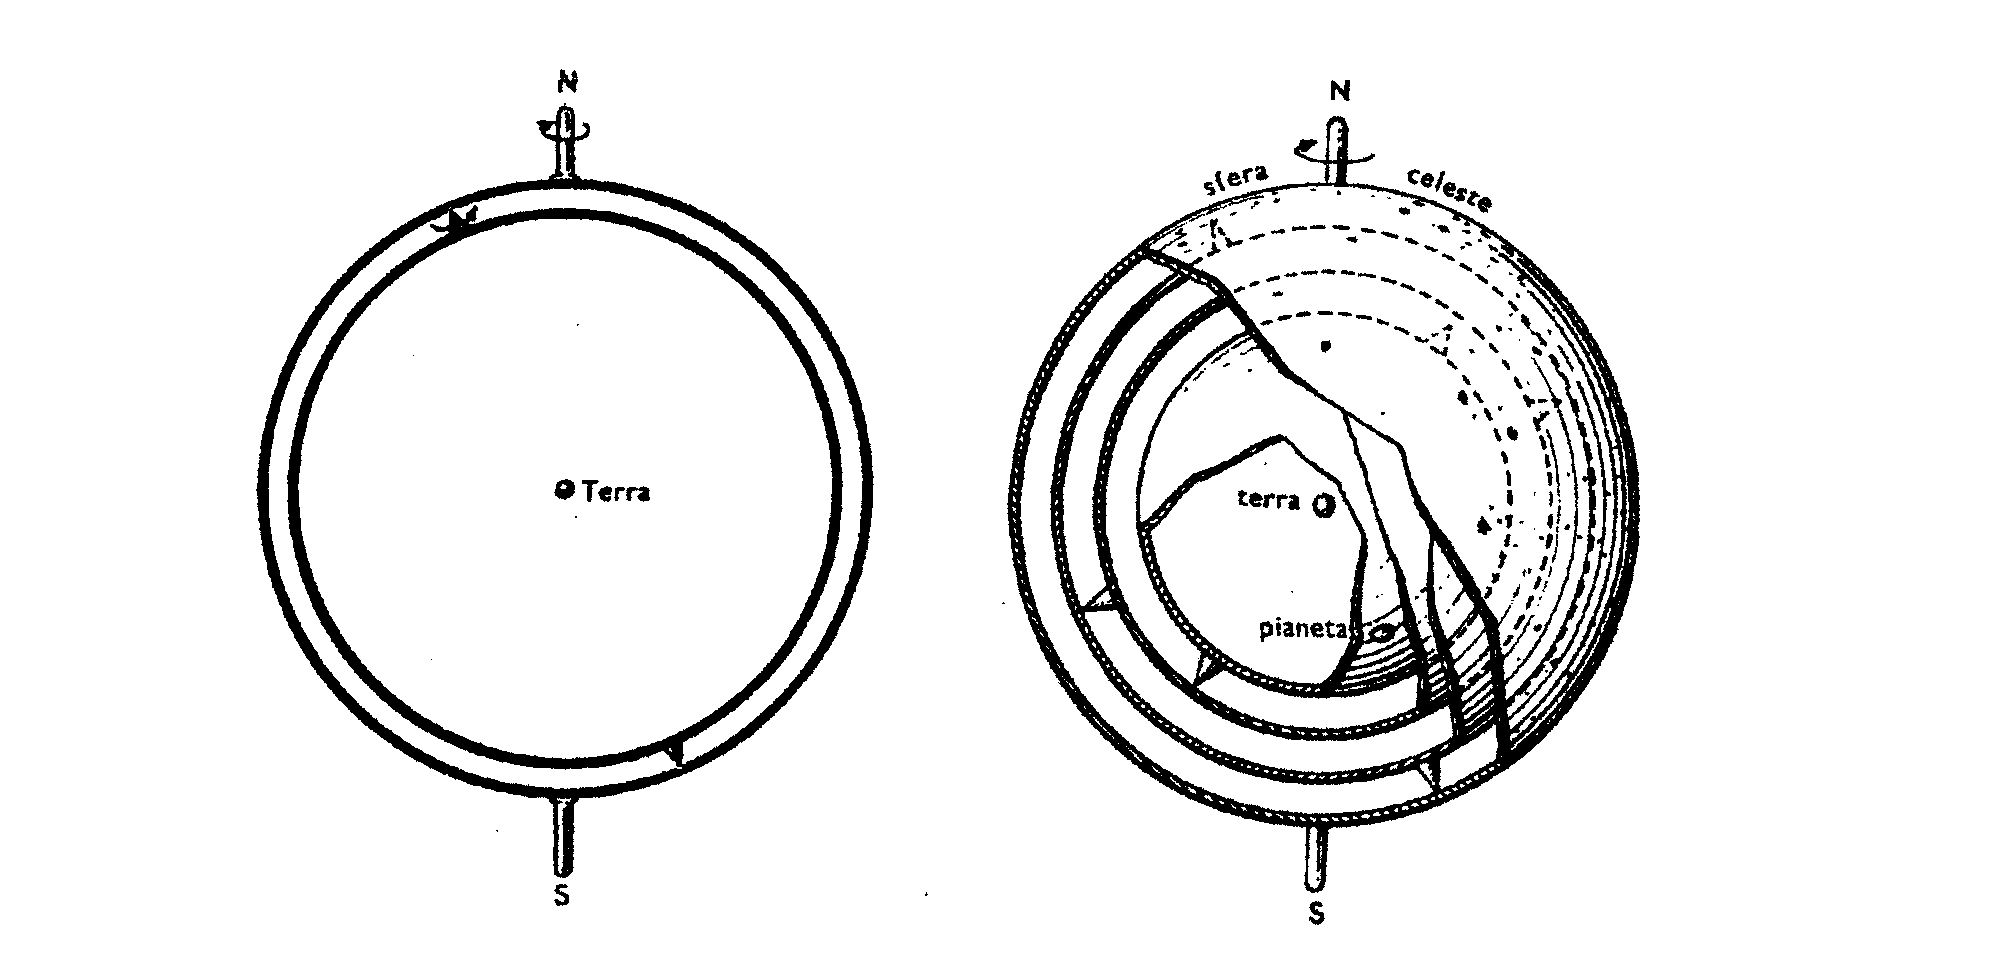 N
Terra
S
N
sfera celeste
terra
pianeta
S